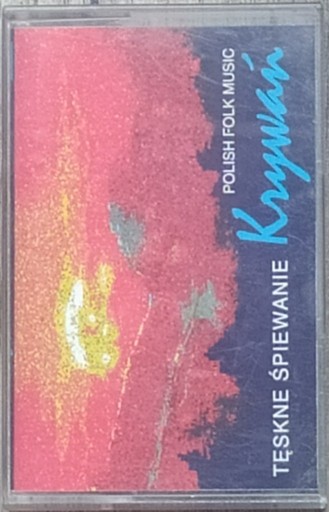 POLISH FOLK MUSIC
Krywań
TĘSKNE ŚPIEWANIE